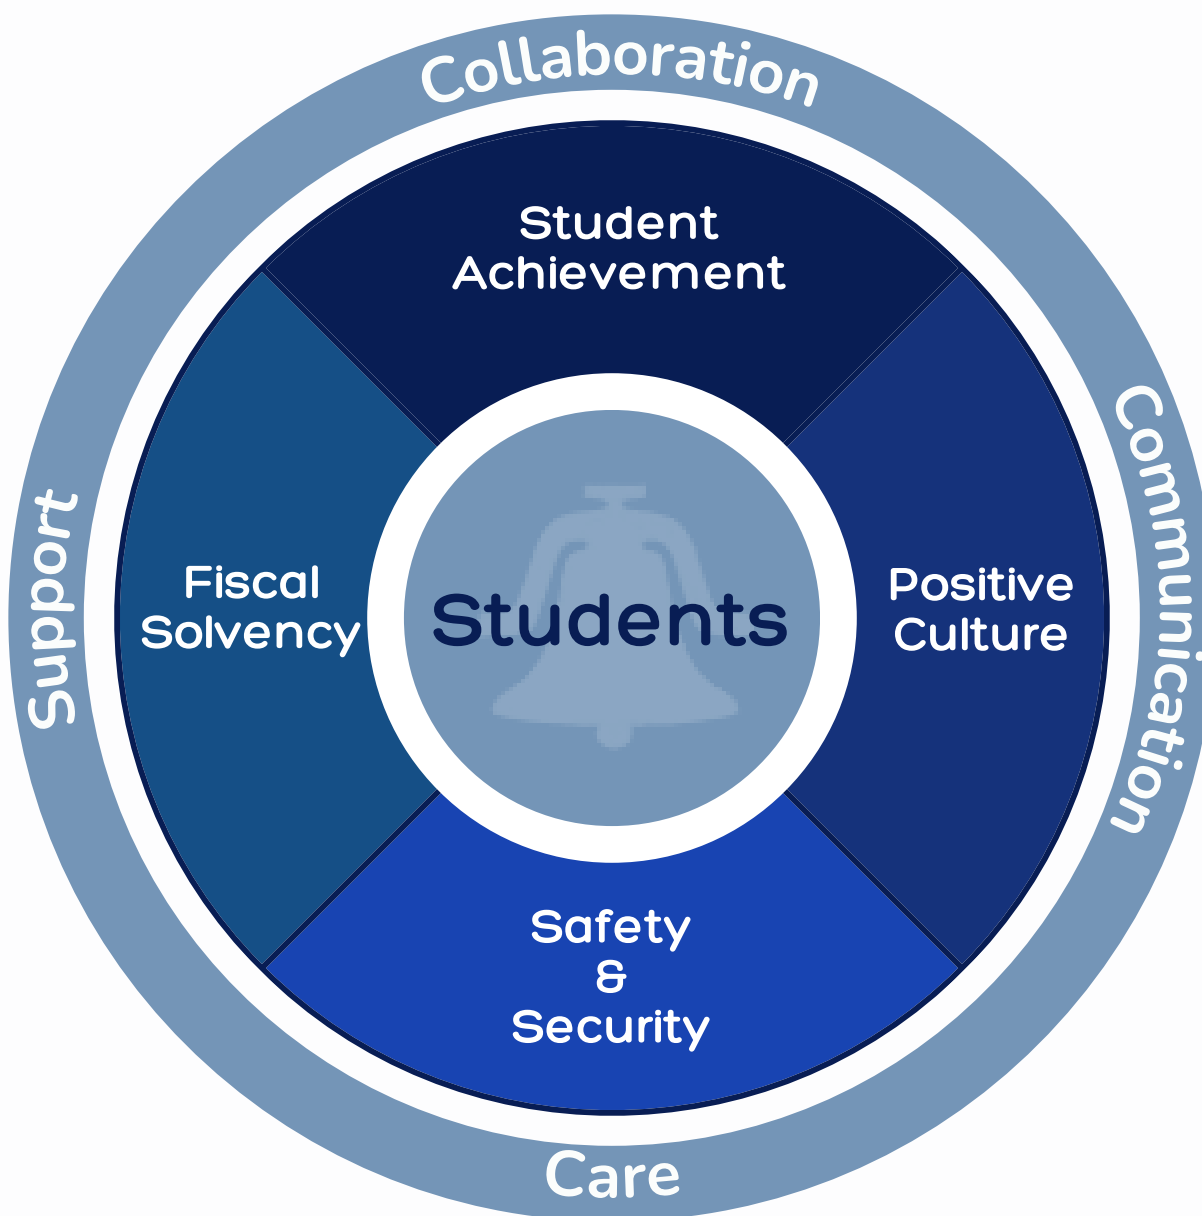 Collaboration
Student
Achievement
Communication
Support
Fiscal
Solvency
Students
Positive
Culture
Safety
&
Security
Care